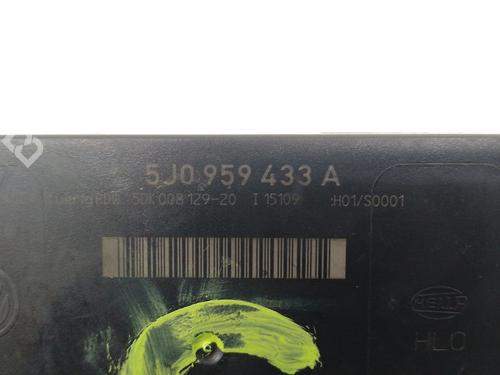 5J0 959 433 A
5DK 008 129-20 I 15109 :H01/S0001
HELLA
HLO